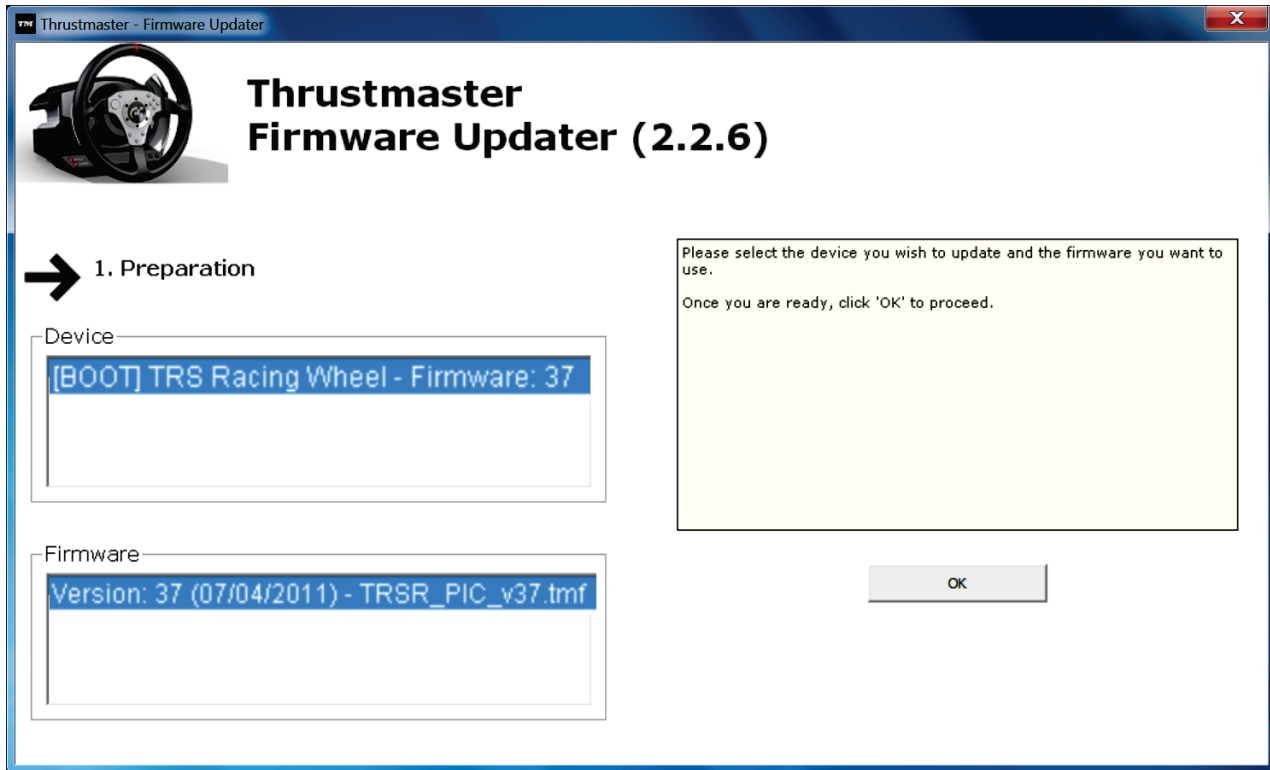 Thrustmaster - Firmware Updater
X
Thrustmaster
Firmware Updater (2.2.6)
1. Preparation
Please select the device you wish to update and the firmware you want to
use.
Once you are ready, click 'OK' to proceed.
Device
[BOOT] TRS Racing Wheel - Firmware: 37
Firmware
Version: 37 (07/04/2011) - TRSR_PIC_v37.tmf
OK